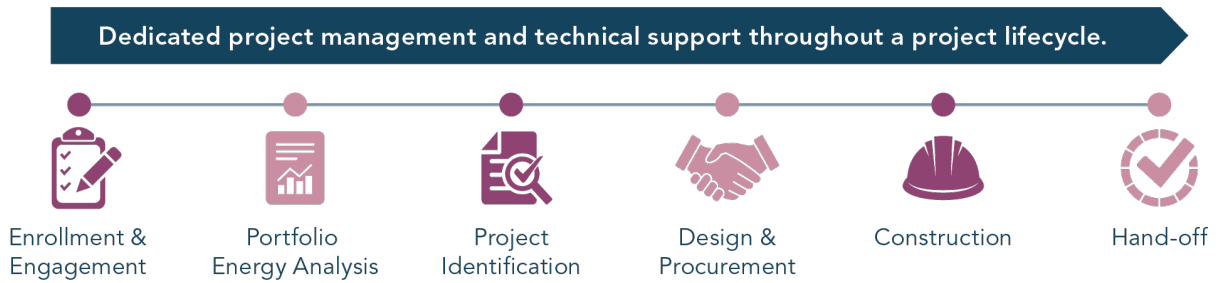 Dedicated project management and technical support throughout a project lifecycle.
Enrollment &
Engagement
Portfolio
Energy Analysis
Project
Identification
Design &
Procurement
Construction
Hand-off